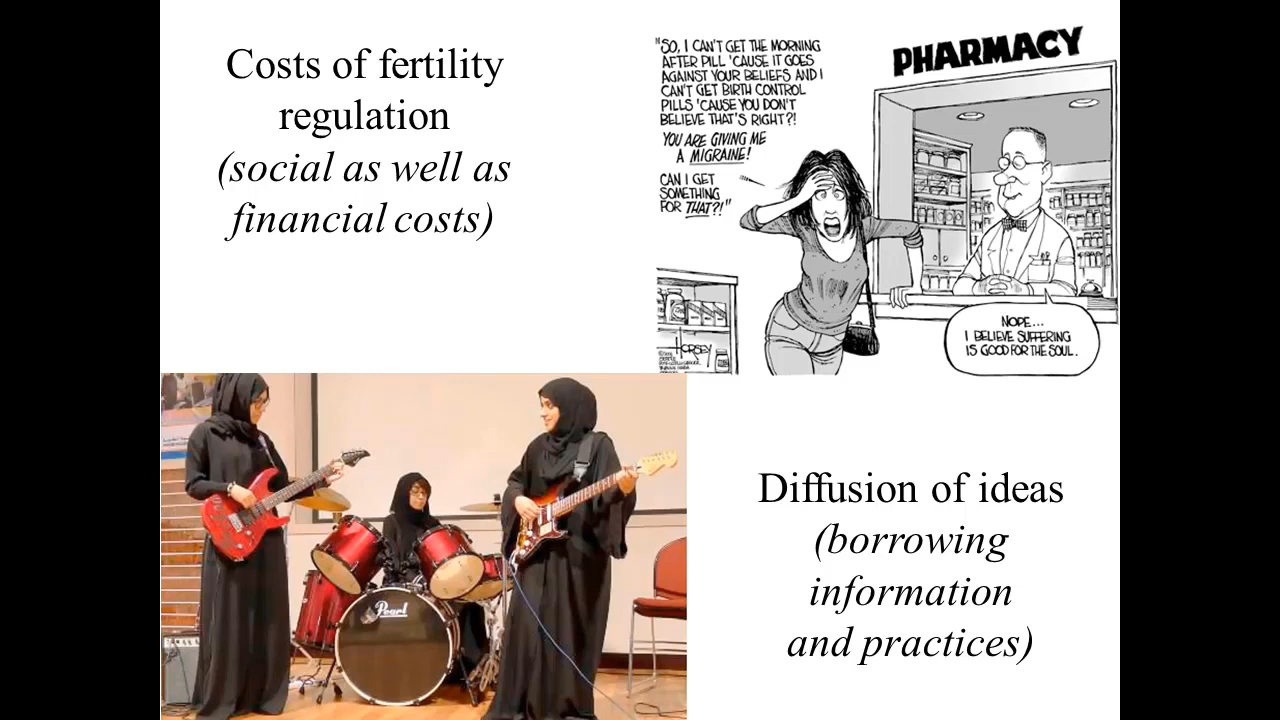 Costs of fertility
regulation
(social as well as
financial costs)
"SO, I CAN'T GET THE MORNING
AFTER PILL 'CAUSE IT GOES
AGAINST YOUR BELIEFS AND I
CAN'T GET BIRTH CONTROL
PILLS 'CAUSE YOU DON'T
BELIEVE THAT'S RIGHT?!
YOU ARE GIVING ME
A MIGRAINE!
CAN I GET
SOMETHING
FOR THAT?!"
PHARMACY
NOPE...
I BELIEVE SUFFERING
IS GOOD FOR THE SOUL.
HORSEY
Pearl
Diffusion of ideas
(borrowing
information
and practices)